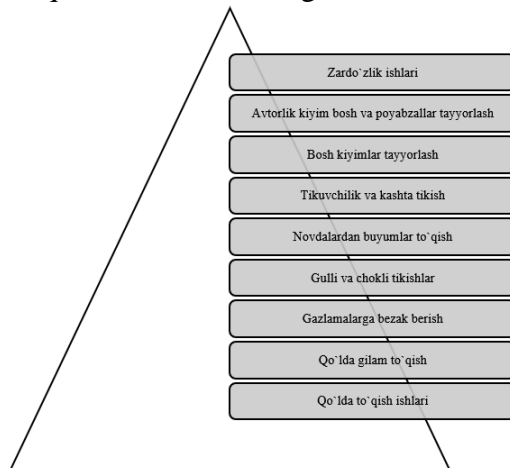 Zardo`zlik ishlari
Avtorlik kiyim bosh va poyabzallar tayyorlash
Bosh kiyimlar tayyorlash
Tikuvchilik va kashta tikish
Novdalardan buyumlar to`qish
Gulli va chokli tikishlar
Gazlamalarga bezak berish
Qo`lda gilam to`qish
Qo`lda to`qish ishlari